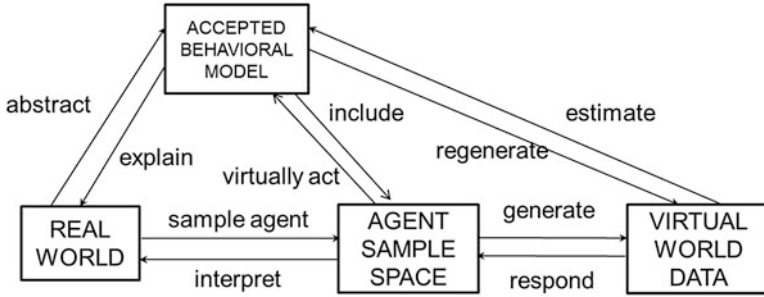 ACCEPTED
BEHAVIORAL
MODEL
abstract
include
estimate
explain
regenerate
virtually act
REAL
WORLD
sample agent
interpret
AGENT
SAMPLE
SPACE
generate
respond
VIRTUAL
WORLD
DATA